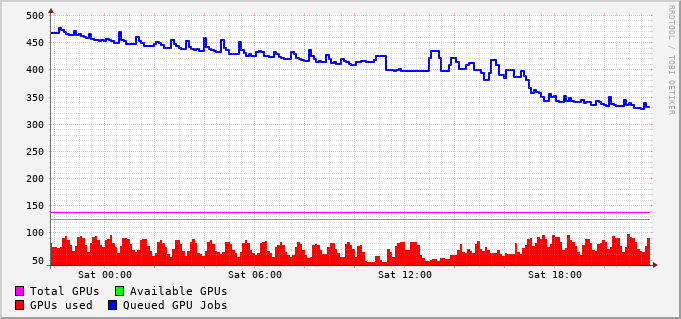 500
450
400
350
300
250
200
150
100
50
Sat 00:00 Sat 06:00 Sat 12:00 Sat 18:00
Total GPUs Available GPUs
GPUs used Queued GPU Jobs
RRDTOOL / TOBI OETIKER